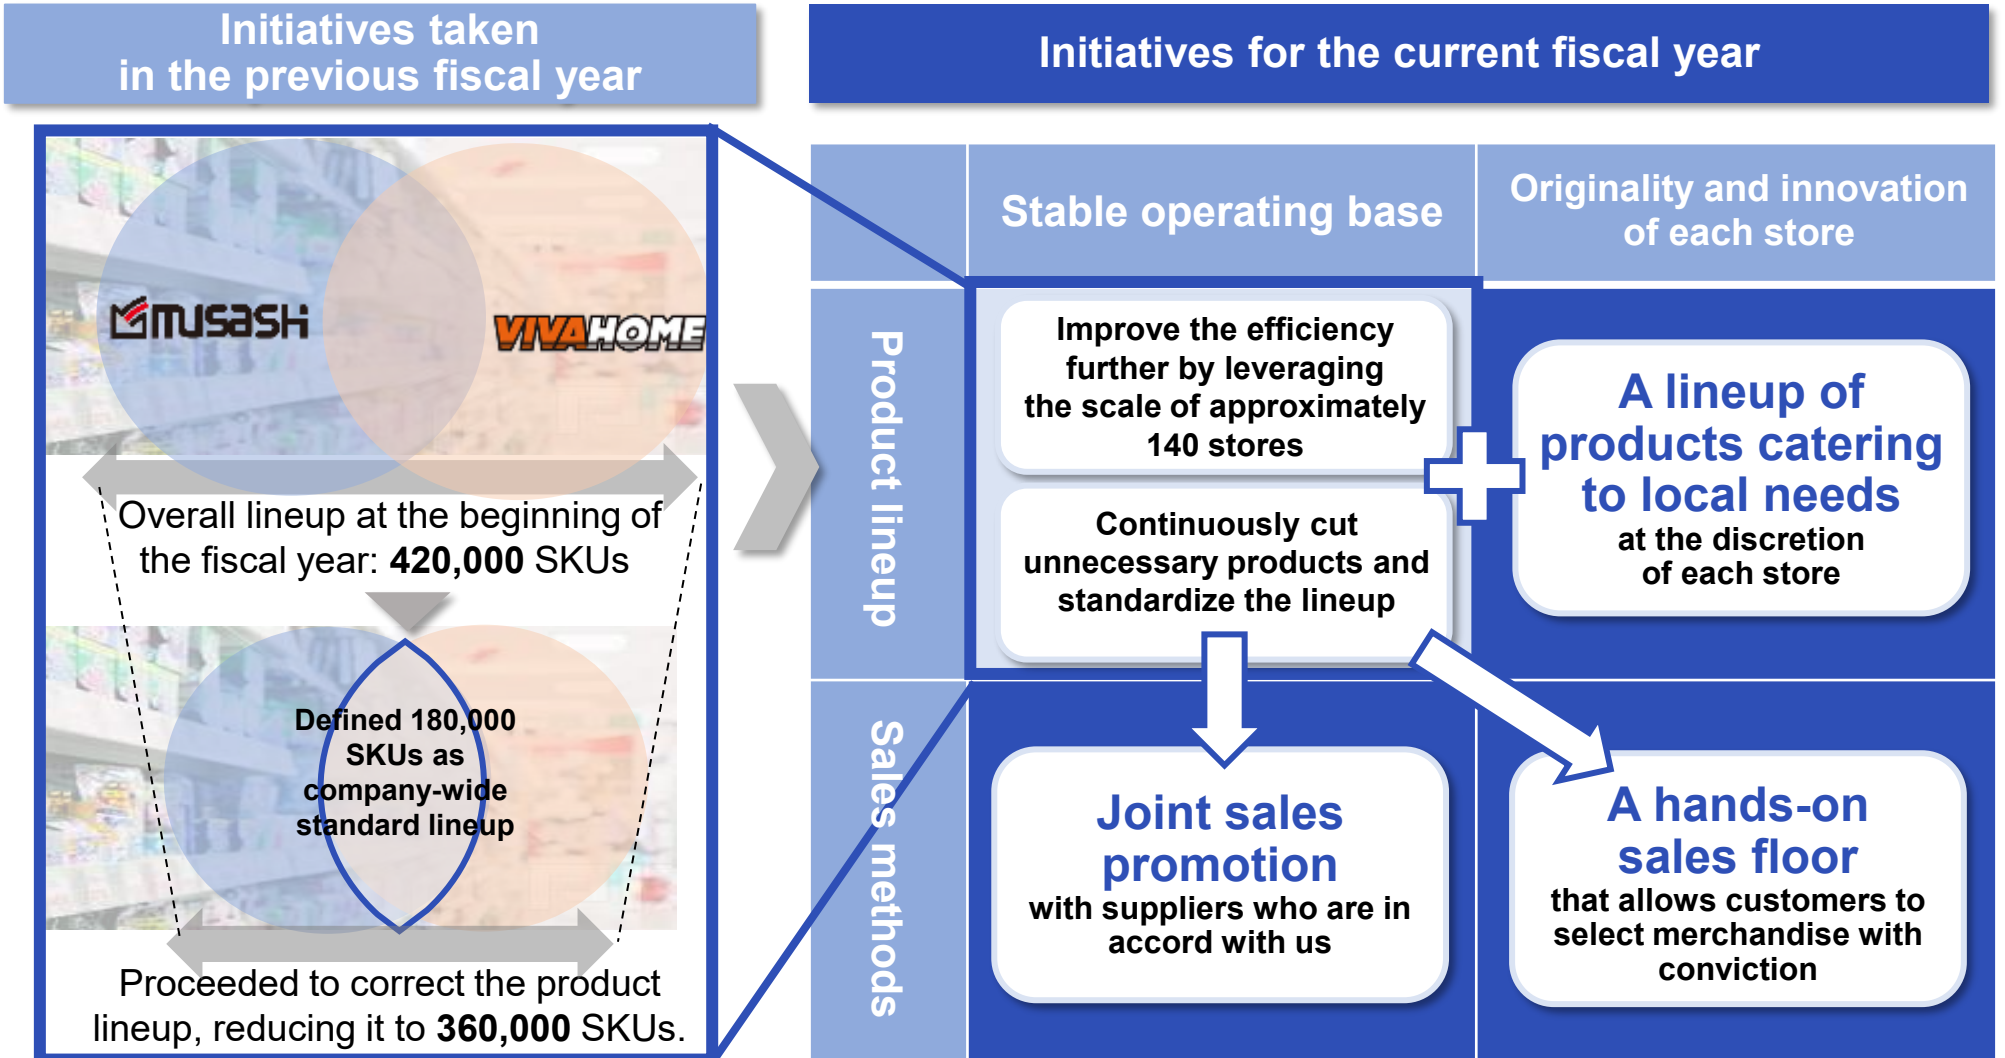 Initiatives taken
in the previous fiscal year
Initiatives for the current fiscal year
MUSASHi
VIVAHOME
Overall lineup at the beginning of
the fiscal year: 420,000 SKUs
Defined 180,000
SKUs as
company-wide
standard lineup
Proceeded to correct the product
lineup, reducing it to 360,000 SKUs.
Stable operating base
Originality and innovation
of each store
Product lineup
Improve the efficiency
further by leveraging
the scale of approximately
140 stores
Continuously cut
unnecessary products and
standardize the lineup
A lineup of
products catering
to local needs
at the discretion
of each store
Sales methods
Joint sales
promotion
with suppliers who are in
accord with us
A hands-on
sales floor
that allows customers to
select merchandise with
conviction